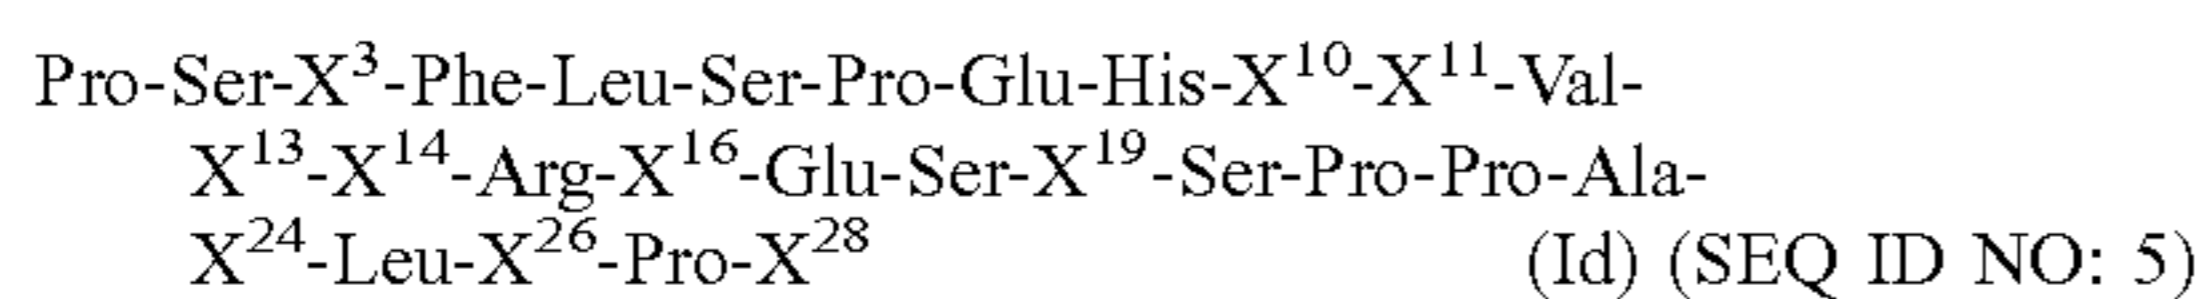 Pro-Ser-X³-Phe-Leu-Ser-Pro-Glu-His-X¹⁰-X¹¹-Val-
X¹³-X¹⁴-Arg-X¹⁶-Glu-Ser-X¹⁹-Ser-Pro-Pro-Ala-
X²⁴-Leu-X²⁶-Pro-X²⁸ (Id) (SEQ ID NO: 5)